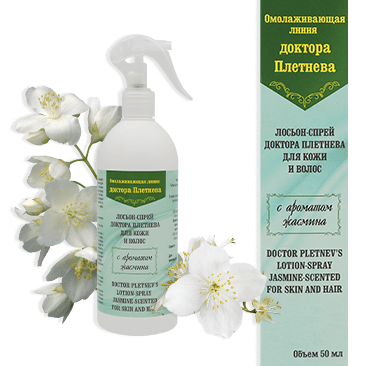 Омолаживающая линия
доктора Плетнева
ЛОСЬОН-СПРЕЙ
ДОКТОРА ПЛЕТНЕВА
ДЛЯ КОЖИ
И ВОЛОС
с ароматом
жасмина
DOCTOR PLETNEV'S
LOTION-SPRAY
JASMINE-SCENTED
FOR SKIN AND HAIR
Омолаживающая
линия
доктора
Плетнева
ЛОСЬОН-СПРЕЙ
ДОКТОРА ПЛЕТНЕВА
ДЛЯ КОЖИ
И ВОЛОС
с ароматом
жасмина
DOCTOR PLETNEV'S
LOTION-SPRAY
JASMINE-SCENTED
FOR SKIN AND HAIR
Объем 50 мл